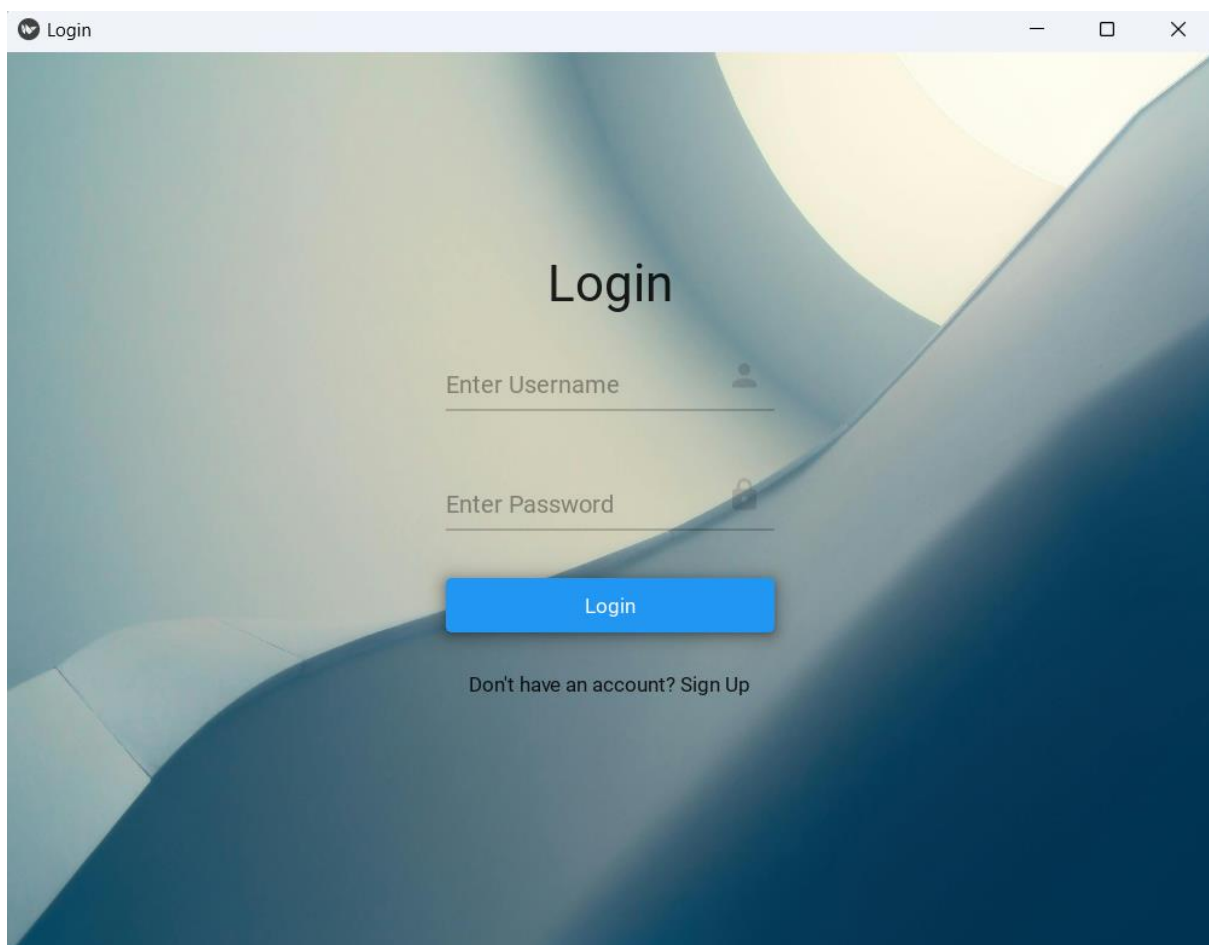 Login
Login
Enter Username
Enter Password
Login
Don't have an account? Sign Up